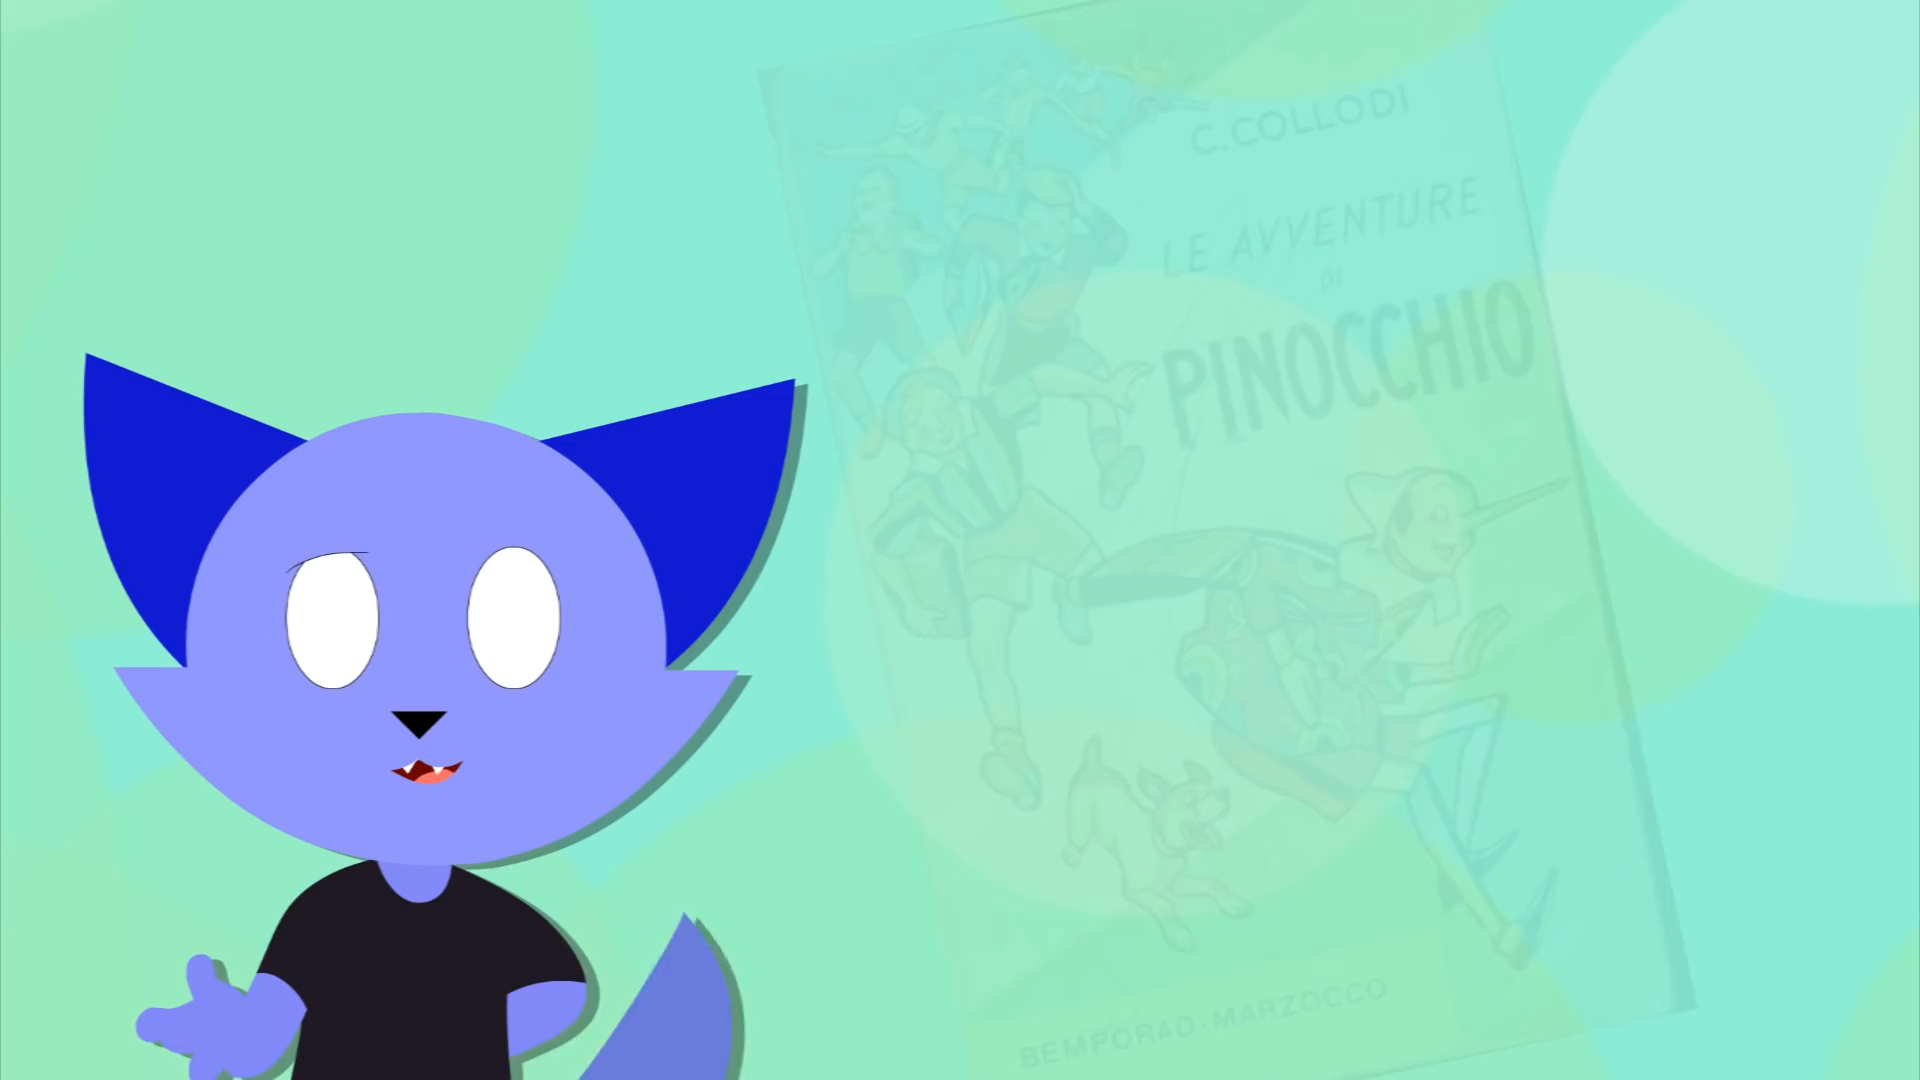 C.COLLODI
LE AVVENTURE
DI
PINOCCHIO
BEMPORAD-MARZOCCO